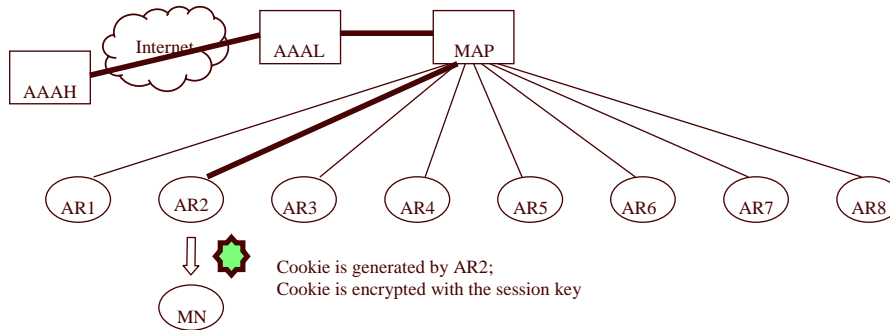 Internet
AAAL
MAP
AAAH
AR1
AR2
AR3
AR4
AR5
AR6
AR7
AR8
Cookie is generated by AR2;
Cookie is encrypted with the session key
MN